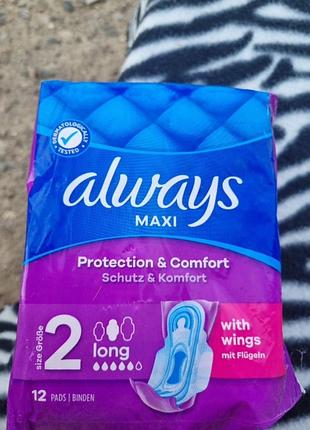 DERMATOLOGICALLY
TESTED
always
MAXI
Protection & Comfort
Schutz & Komfort
size Größe
2
long
with
wings
mit Flügeln
12 PADS | BINDEN